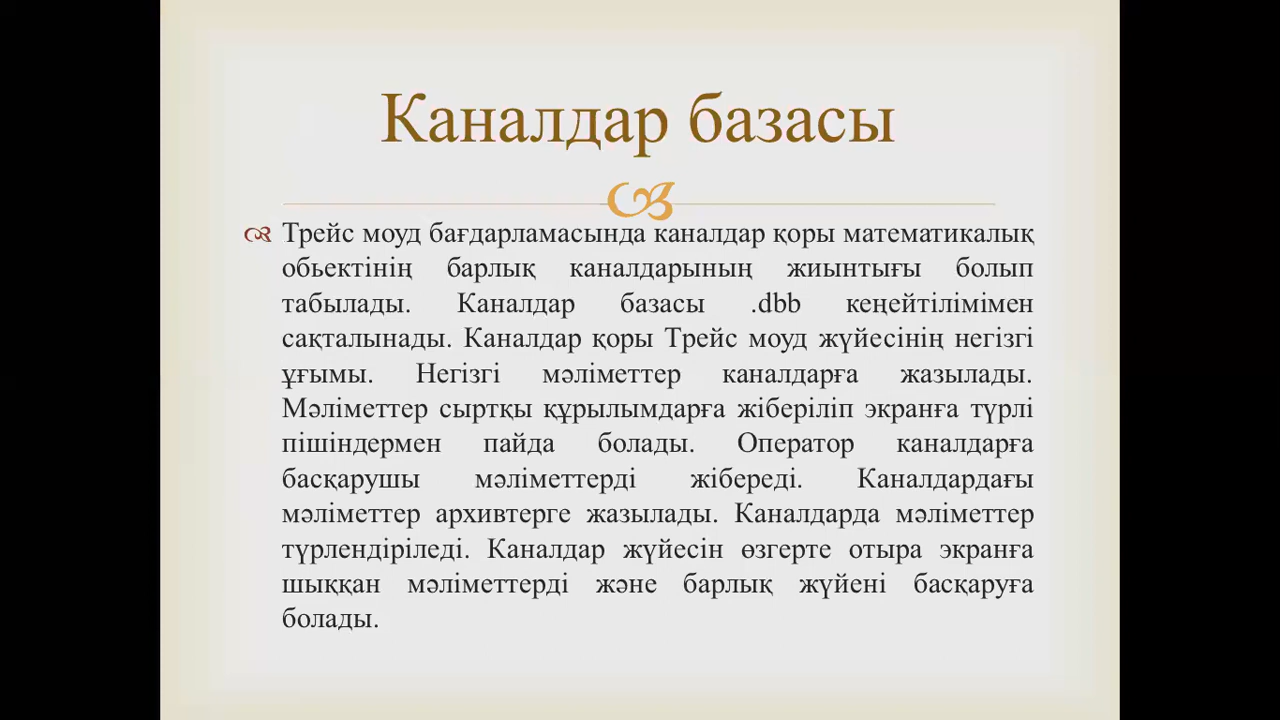 Каналдар базасы
Трейс моуд бағдарламасында каналдар қоры математикалық
обьектінің барлық каналдарының жиынтығы болып
табылады. Каналдар базасы .dbb кеңейтілімімен
сақталынады. Каналдар қоры Трейс моуд жүйесінің негізгі
ұғымы. Негізгі мәліметтер каналдарға жазылады.
Мәліметтер сыртқы құрылымдарға жіберіліп экранға түрлі
пішіндермен пайда болады. Оператор каналдарға
басқарушы мәліметтерді жібереді. Каналдардағы
мәліметтер архивтерге жазылады. Каналдарда мәліметтер
түрлендіріледі. Каналдар жүйесін өзгерте отыра экранға
шыққан мәліметтерді және барлық жүйені басқаруға
болады.